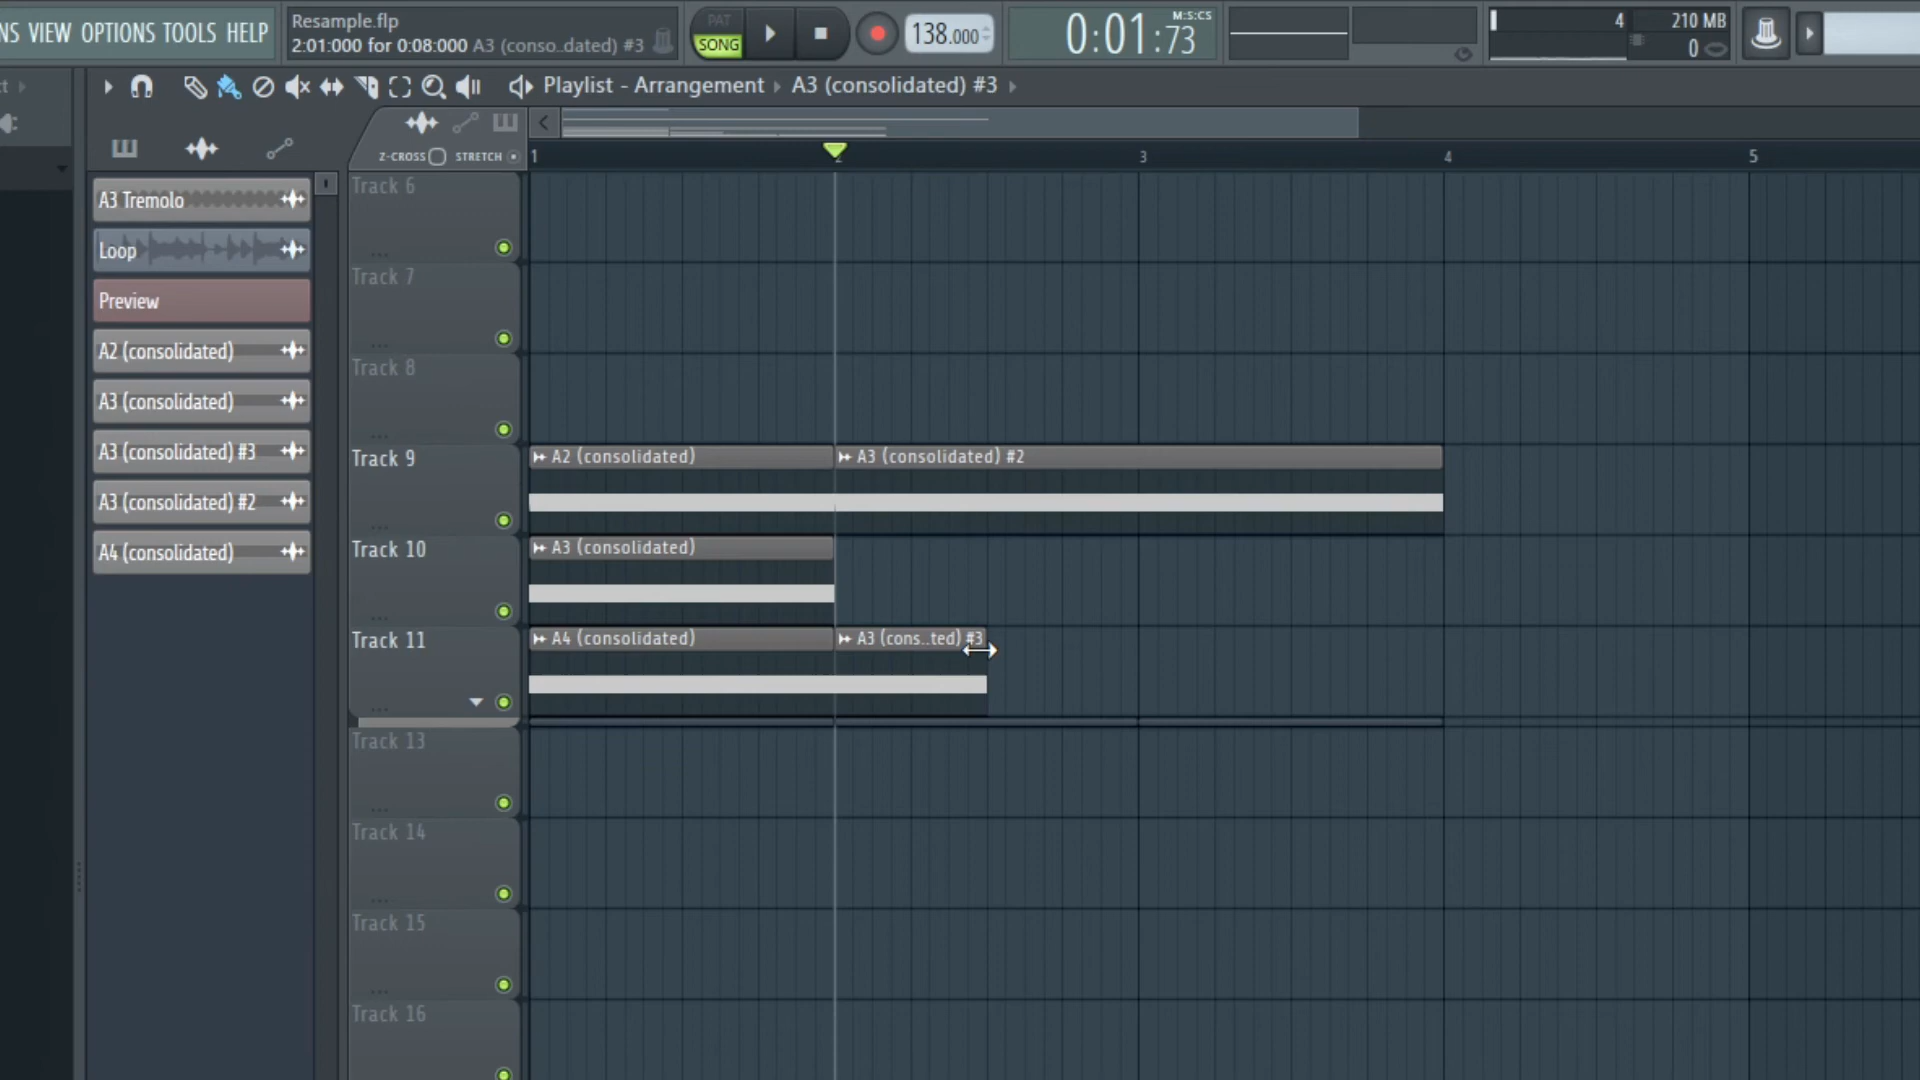 NS VIEW OPTIONS TOOLS HELP
Resample.flp
2:01:000 for 0:08:000 A3 (conso..dated) #3
PAT
SONG
138.000
0:01:73
M:S:CS
4
210 MB
0
Playlist - Arrangement
A3 (consolidated) #3
Z-CROSS
STRETCH
1
2
3
4
5
A3 Tremolo
Loop
Preview
A2 (consolidated)
A3 (consolidated)
A3 (consolidated) #3
A3 (consolidated) #2
A4 (consolidated)
Track 6
Track 7
Track 8
Track 9
A2 (consolidated)
A3 (consolidated) #2
Track 10
A3 (consolidated)
Track 11
A4 (consolidated)
A3 (cons..ted) #3
Track 13
Track 14
Track 15
Track 16